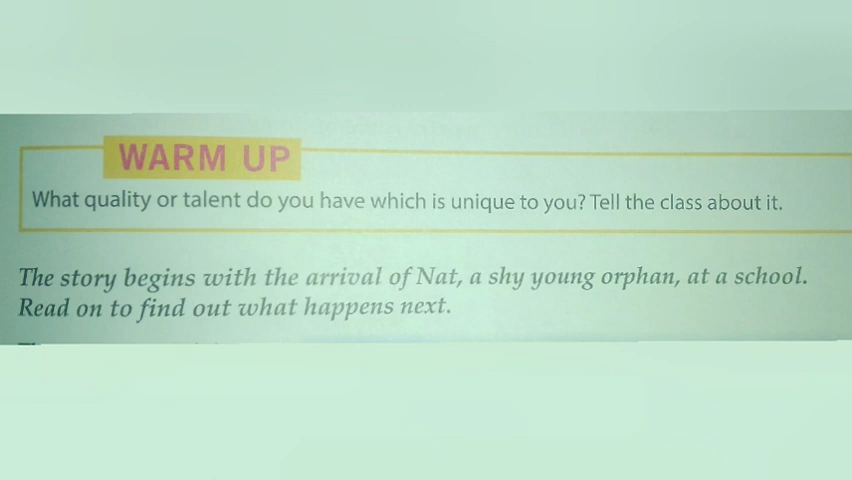 WARM UP
What quality or talent do you have which is unique to you? Tell the class about it.
The story begins with the arrival of Nat, a shy young orphan, at a school.
Read on to find out what happens next.